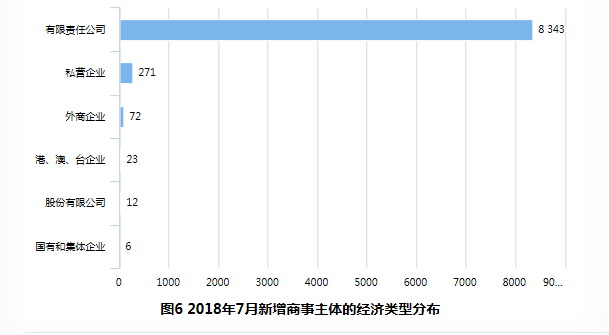 有限责任公司 8 343
私营企业 271
外商企业 72
港、澳、台企业 23
股份有限公司 12
国有和集体企业 6
0 1000 2000 3000 4000 5000 6000 7000 8000 90...
图6 2018年7月新增商事主体的经济类型分布